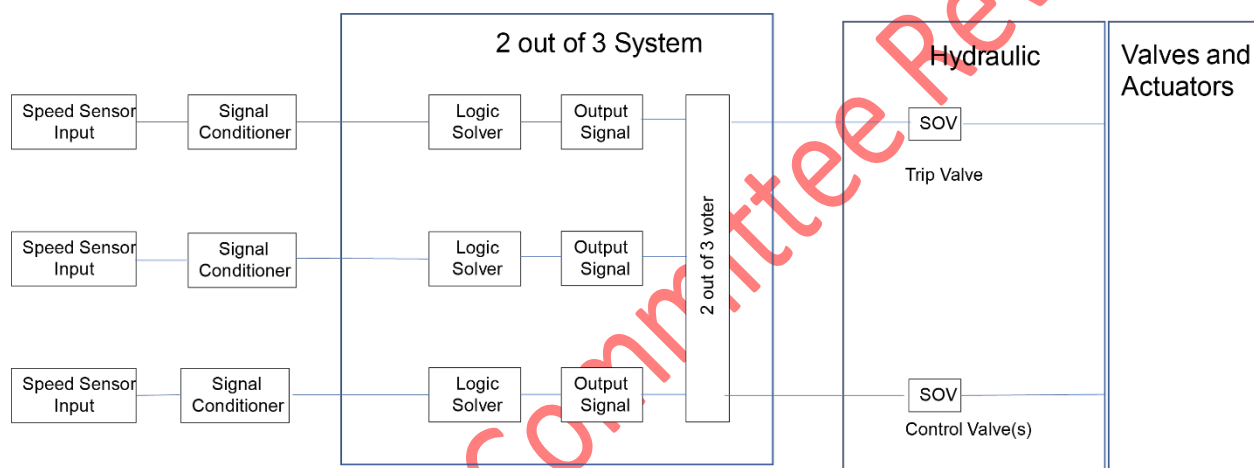 2 out of 3 System
Hydraulic
Valves and
Actuators
Speed Sensor
Input
Signal
Conditioner
Logic
Solver
Output
Signal
SOV
Trip Valve
Speed Sensor
Input
Signal
Conditioner
Logic
Solver
Output
Signal
2 out of 3 voter
Speed Sensor
Input
Signal
Conditioner
Logic
Solver
Output
Signal
SOV
Control Valve(s)
Committee